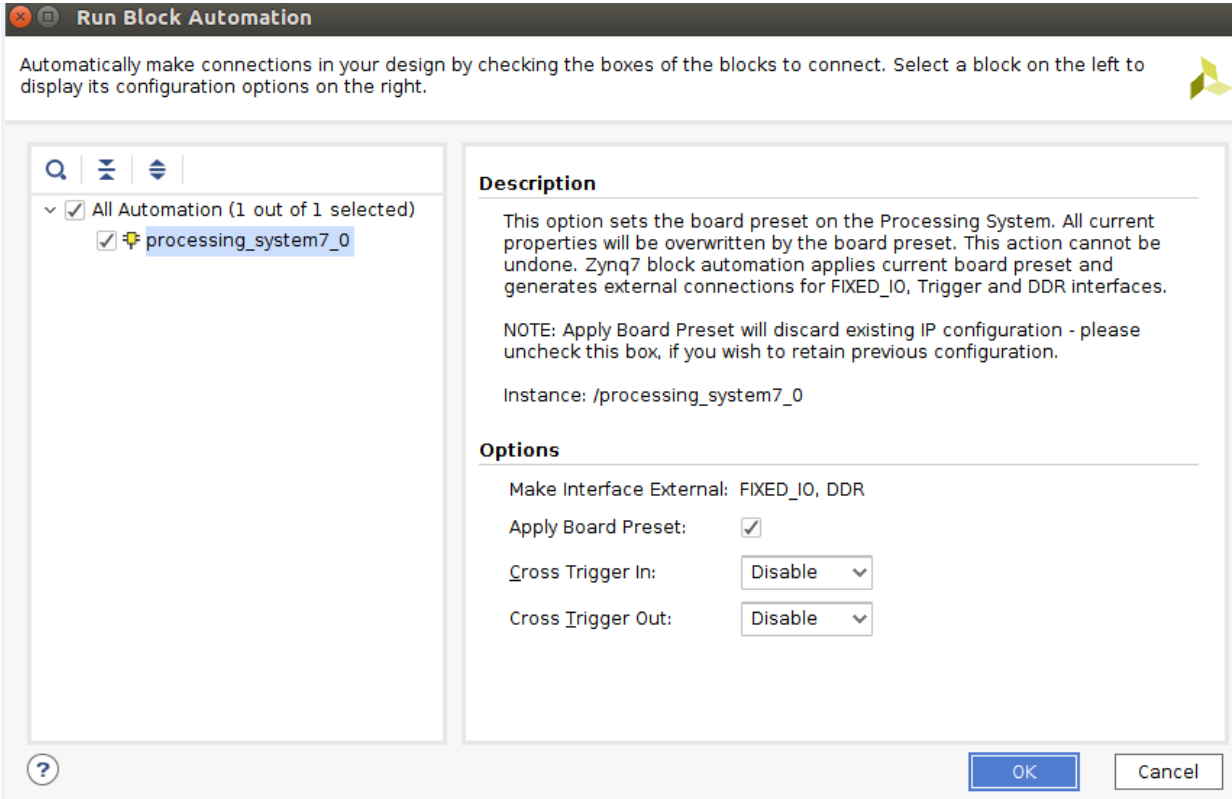 Run Block Automation
Automatically make connections in your design by checking the boxes of the blocks to connect. Select a block on the left to
display its configuration options on the right.
All Automation (1 out of 1 selected)
processing_system7_0
Description
This option sets the board preset on the Processing System. All current
properties will be overwritten by the board preset. This action cannot be
undone. Zynq7 block automation applies current board preset and
generates external connections for FIXED_IO, Trigger and DDR interfaces.
NOTE: Apply Board Preset will discard existing IP configuration - please
uncheck this box, if you wish to retain previous configuration.
Instance: /processing_system7_0
Options
Make Interface External: FIXED_IO, DDR
Apply Board Preset:
Cross Trigger In: Disable
Cross Trigger Out: Disable
?
OK
Cancel